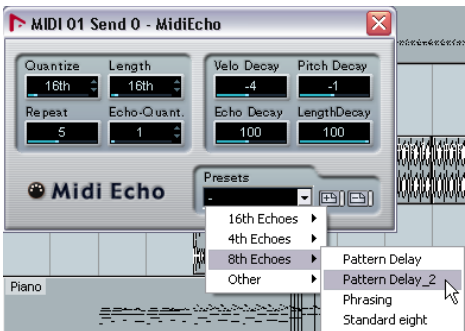 MIDI 01 Send 0 - MidiEcho
Quantize Length Velo Decay Pitch Decay
16th 16th -4 -1
Repeat Echo-Quant. Echo Decay LengthDecay
5 1 100 100
Midi Echo
Presets
-
16th Echoes
4th Echoes
8th Echoes
Other
Pattern Delay
Pattern Delay_2
Phrasing
Standard eight
Piano